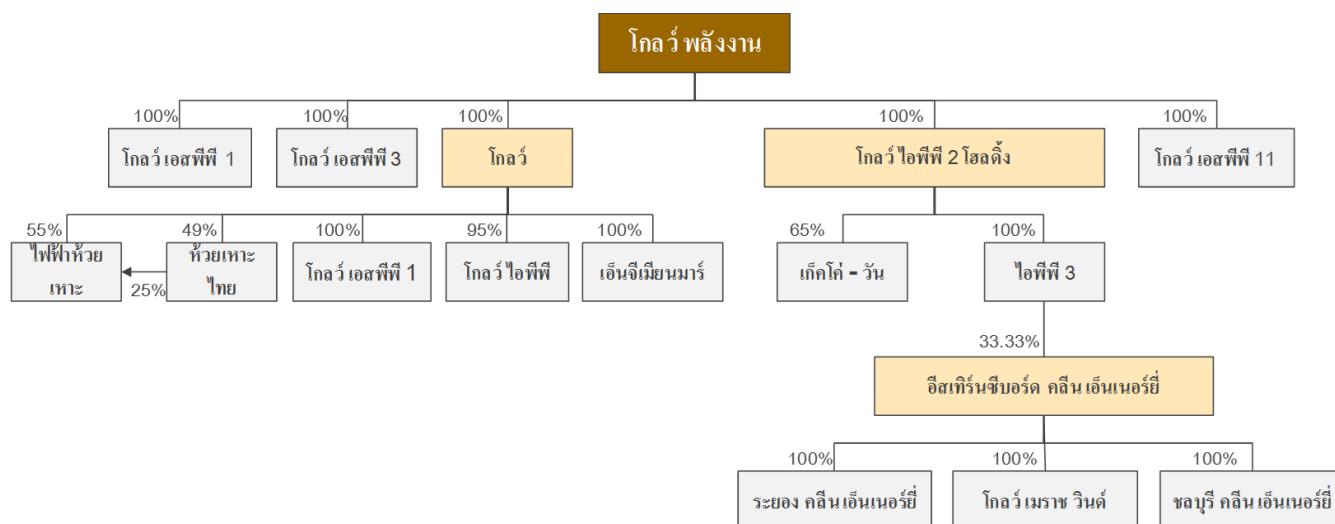 โกลว์ พลังงาน
100%
100%
100%
100%
100%
โกลว์ เอสพีพี 1
โกลว์ เอสพีพี 3
โกลว์
โกลว์ ไอพีพี 2 โฮลดิ้ง
โกลว์ เอสพีพี 11
55%
49%
100%
95%
100%
65%
100%
ไฟฟ้าห้วย
เหาะ
25%
ห้วยเหาะ
ไทย
โกลว์ เอสพีพี 1
โกลว์ ไอพีพี
เอ็นจีเมียนมาร์
เก็คโค่ – วัน
ไอพีพี 3
33.33%
อีสเทิร์นซีบอร์ด คลีน เอ็นเนอร์ยี่
100%
100%
100%
ระยอง คลีน เอ็นเนอร์ยี่
โกลว์ เมราช วินด์
ชลบุรี คลีน เอ็นเนอร์ยี่